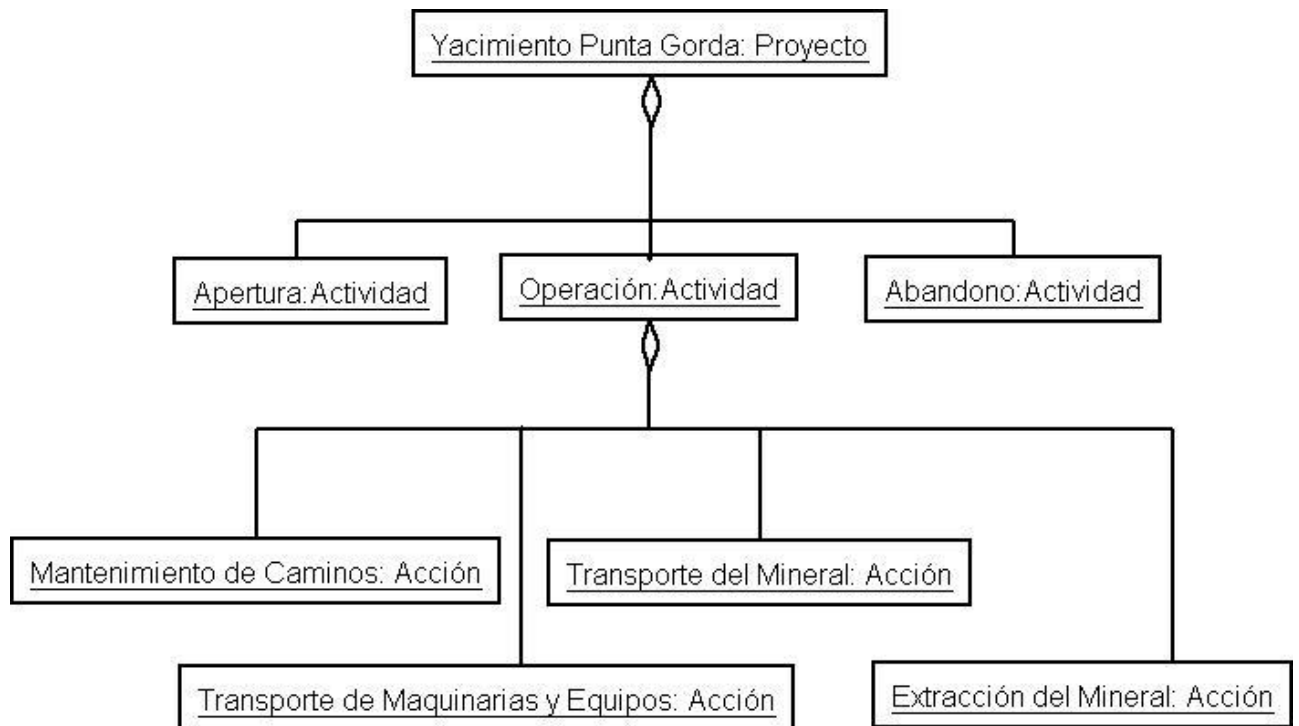 Yacimiento Punta Gorda: Proyecto
Apertura:Actividad
Operación:Actividad
Abandono:Actividad
Mantenimiento de Caminos: Acción
Transporte del Mineral: Acción
Transporte de Maquinarias y Equipos: Acción
Extracción del Mineral: Acción